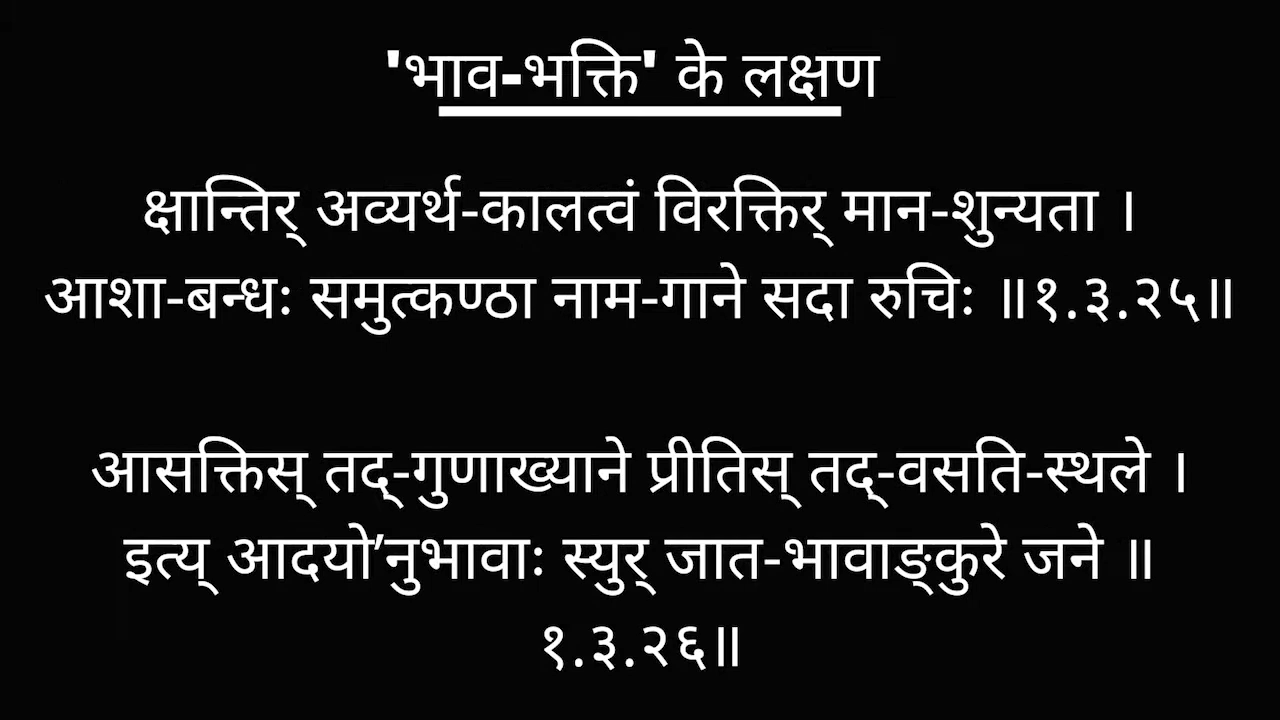 'भाव-भक्ति' के लक्षण
क्षान्तिर् अव्यर्थ-कालत्वं विरक्तिर् मान-शुन्यता ।
आशा-बन्धः समुत्कण्ठा नाम-गाने सदा रुचिः ॥१.३.२५॥
आसक्तिस् तद्-गुणाख्याने प्रीतिस् तद्-वसति-स्थले ।
इत्य् आदयो’नुभावाः स्युर् जात-भावाङ्कुरे जने ॥
१.३.२६॥